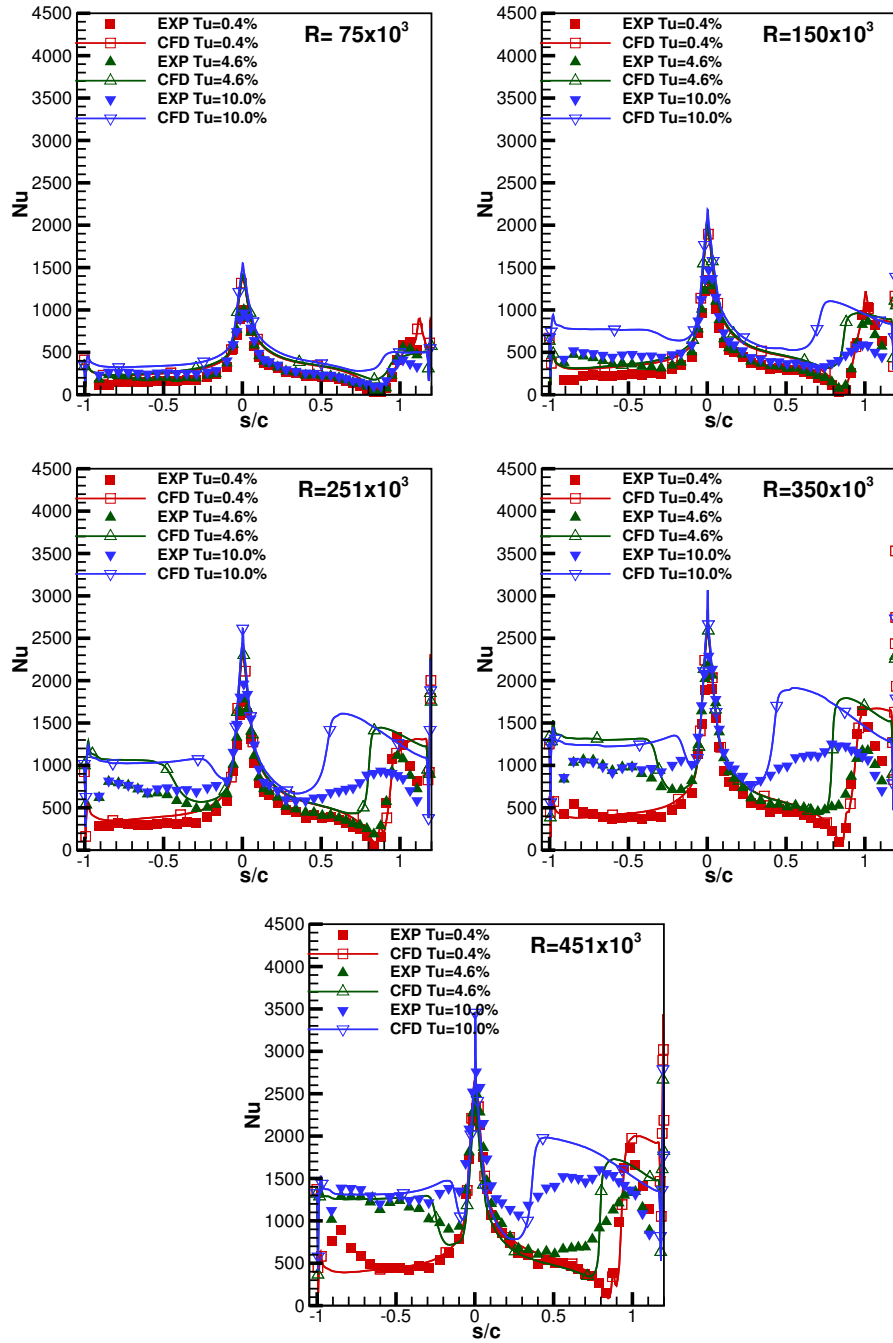 EXP Tu=0.4%
CFD Tu=0.4%
EXP Tu=4.6%
CFD Tu=4.6%
EXP Tu=10.0%
CFD Tu=10.0%
R= 75x10³
Nu
4500
4000
3500
3000
2500
2000
1500
1000
500
0
-1 -0.5 0 0.5 1
s/c
EXP Tu=0.4%
CFD Tu=0.4%
EXP Tu=4.6%
CFD Tu=4.6%
EXP Tu=10.0%
CFD Tu=10.0%
R=150x10³
Nu
4500
4000
3500
3000
2500
2000
1500
1000
500
0
-1 -0.5 0 0.5 1
s/c
EXP Tu=0.4%
CFD Tu=0.4%
EXP Tu=4.6%
CFD Tu=4.6%
EXP Tu=10.0%
CFD Tu=10.0%
R=251x10³
Nu
4500
4000
3500
3000
2500
2000
1500
1000
500
0
-1 -0.5 0 0.5 1
s/c
EXP Tu=0.4%
CFD Tu=0.4%
EXP Tu=4.6%
CFD Tu=4.6%
EXP Tu=10.0%
CFD Tu=10.0%
R=350x10³
Nu
4500
4000
3500
3000
2500
2000
1500
1000
500
0
-1 -0.5 0 0.5 1
s/c
EXP Tu=0.4%
CFD Tu=0.4%
EXP Tu=4.6%
CFD Tu=4.6%
EXP Tu=10.0%
CFD Tu=10.0%
R=451x10³
Nu
4500
4000
3500
3000
2500
2000
1500
1000
500
0
-1 -0.5 0 0.5 1
s/c